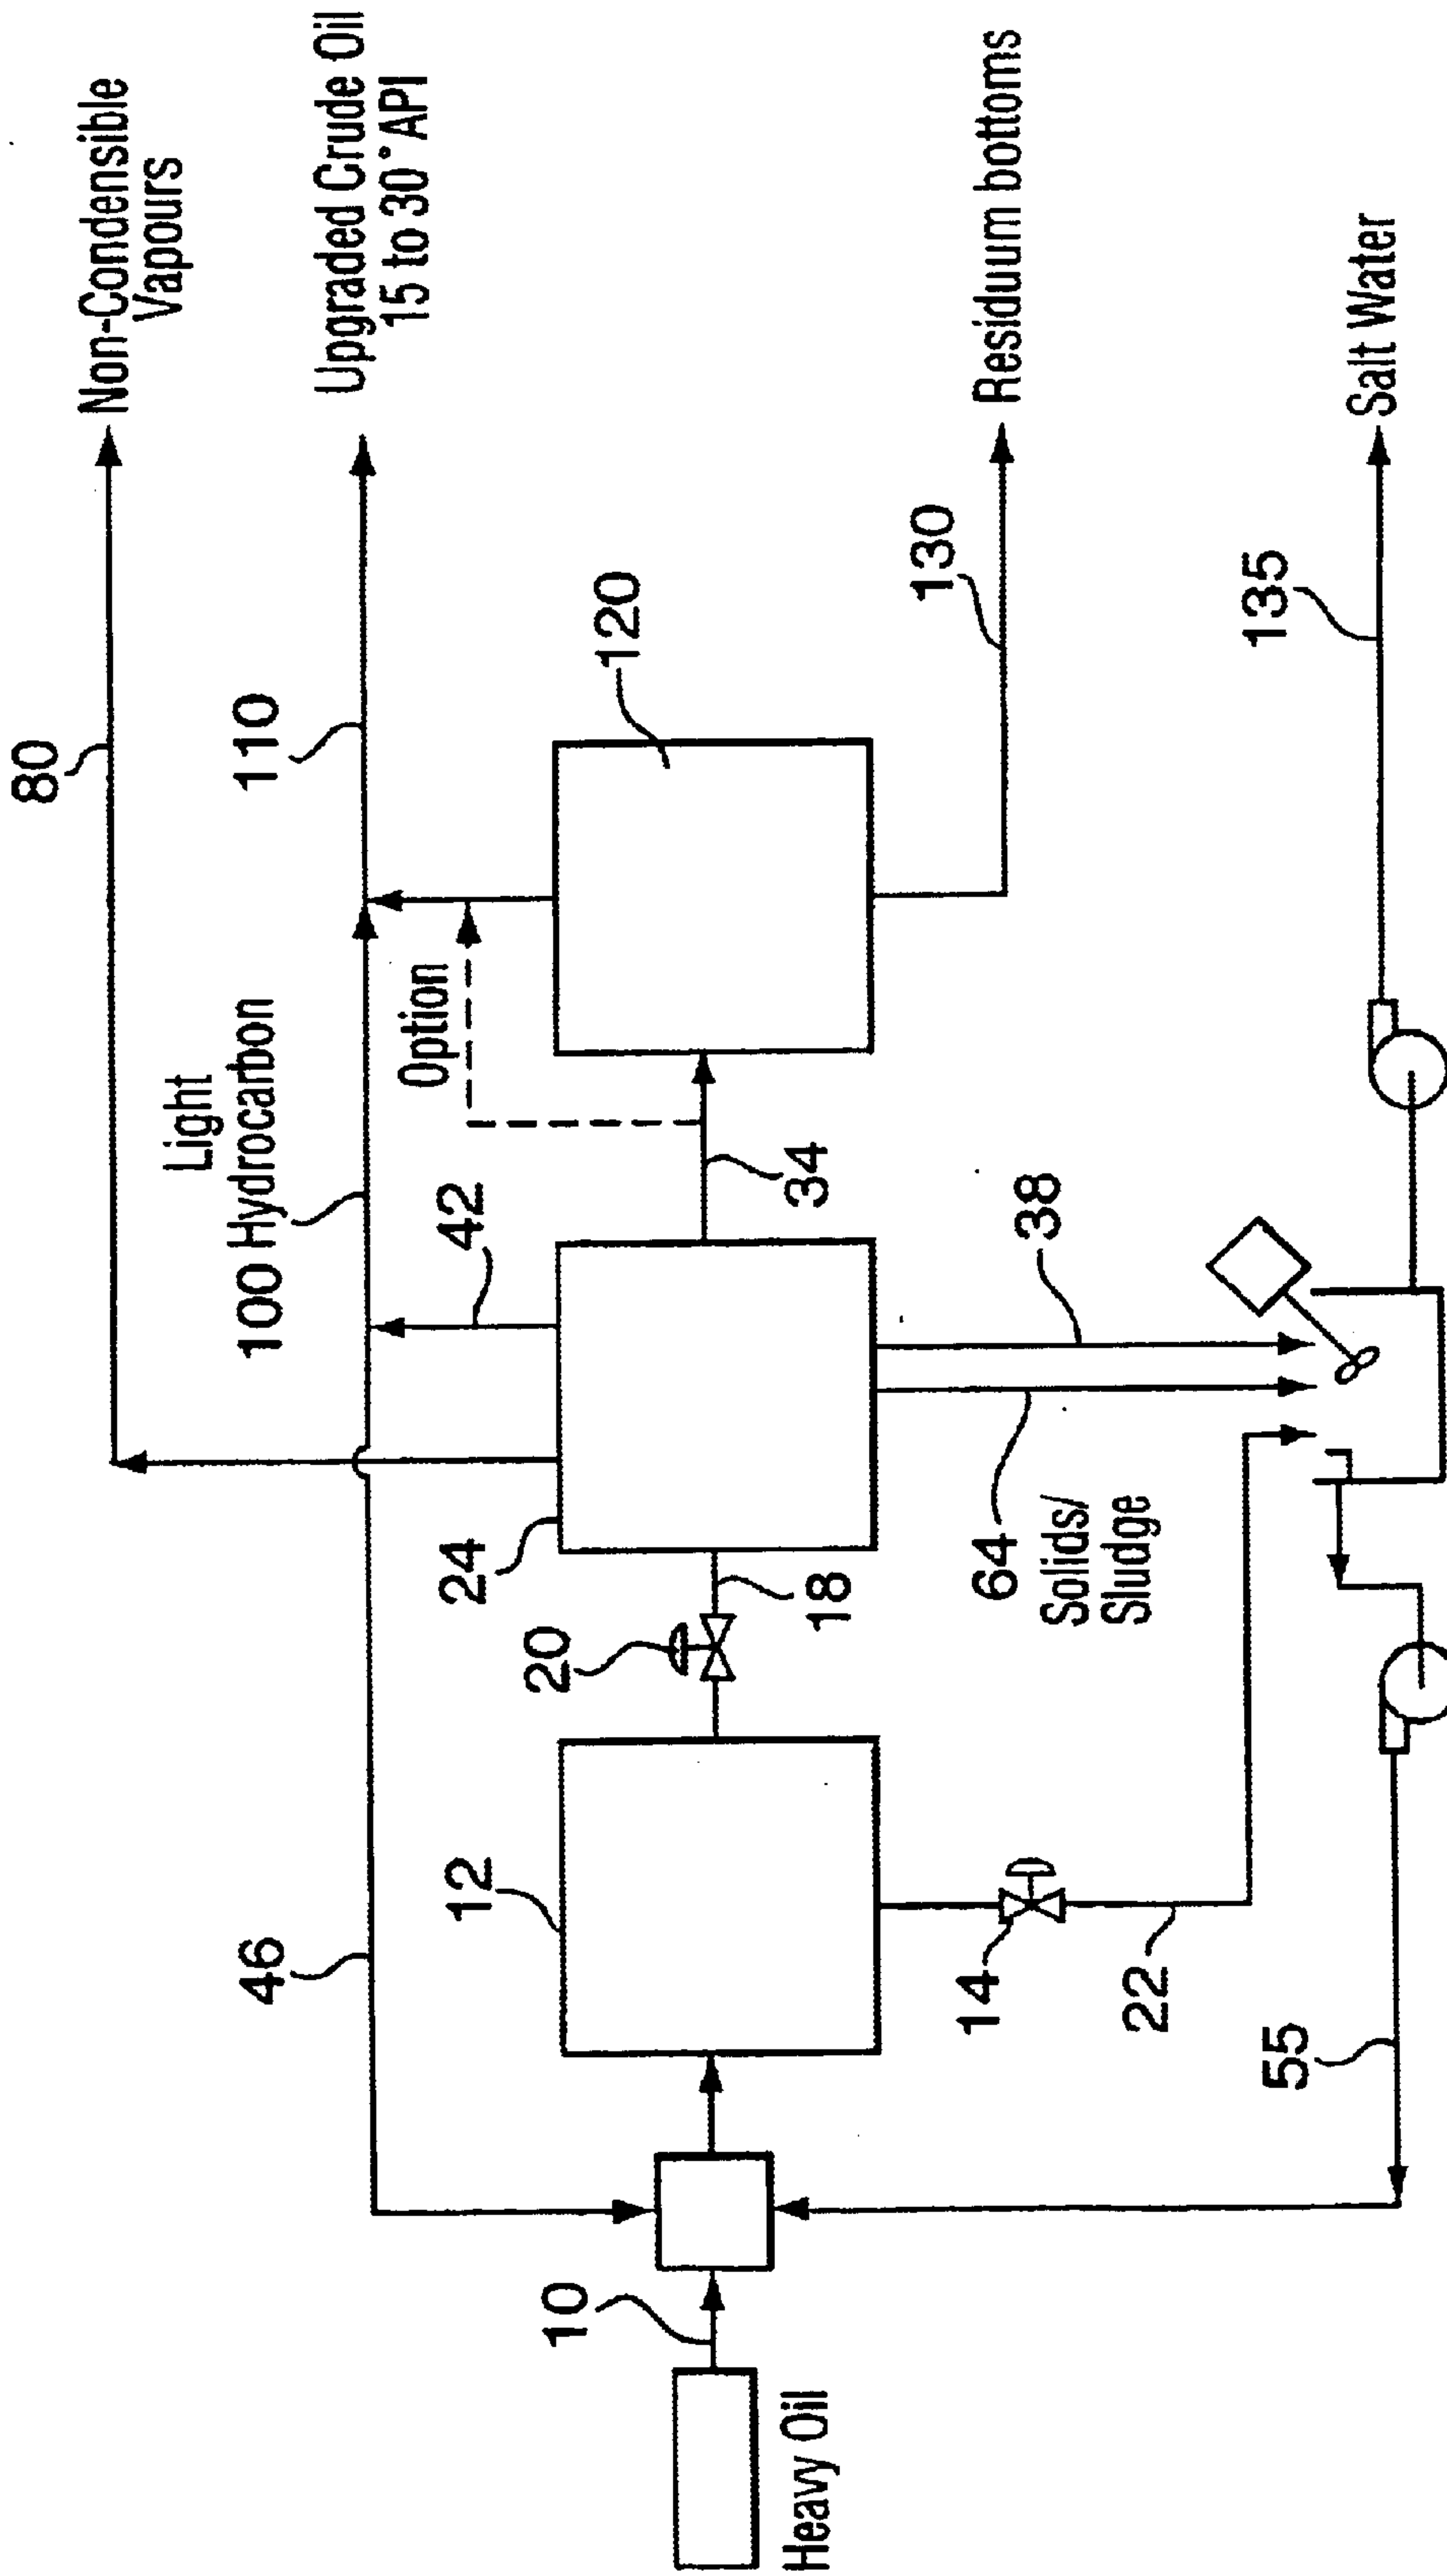 80
Non-Condensible
Vapours
Light
100 Hydrocarbon
110
Upgraded Crude Oil
15 to 30° API
46
42
Option
24
120
12
20
18
34
10
Heavy Oil
14
22
64
Solids/
Sludge
38
130
Residuum bottoms
55
135
Salt Water